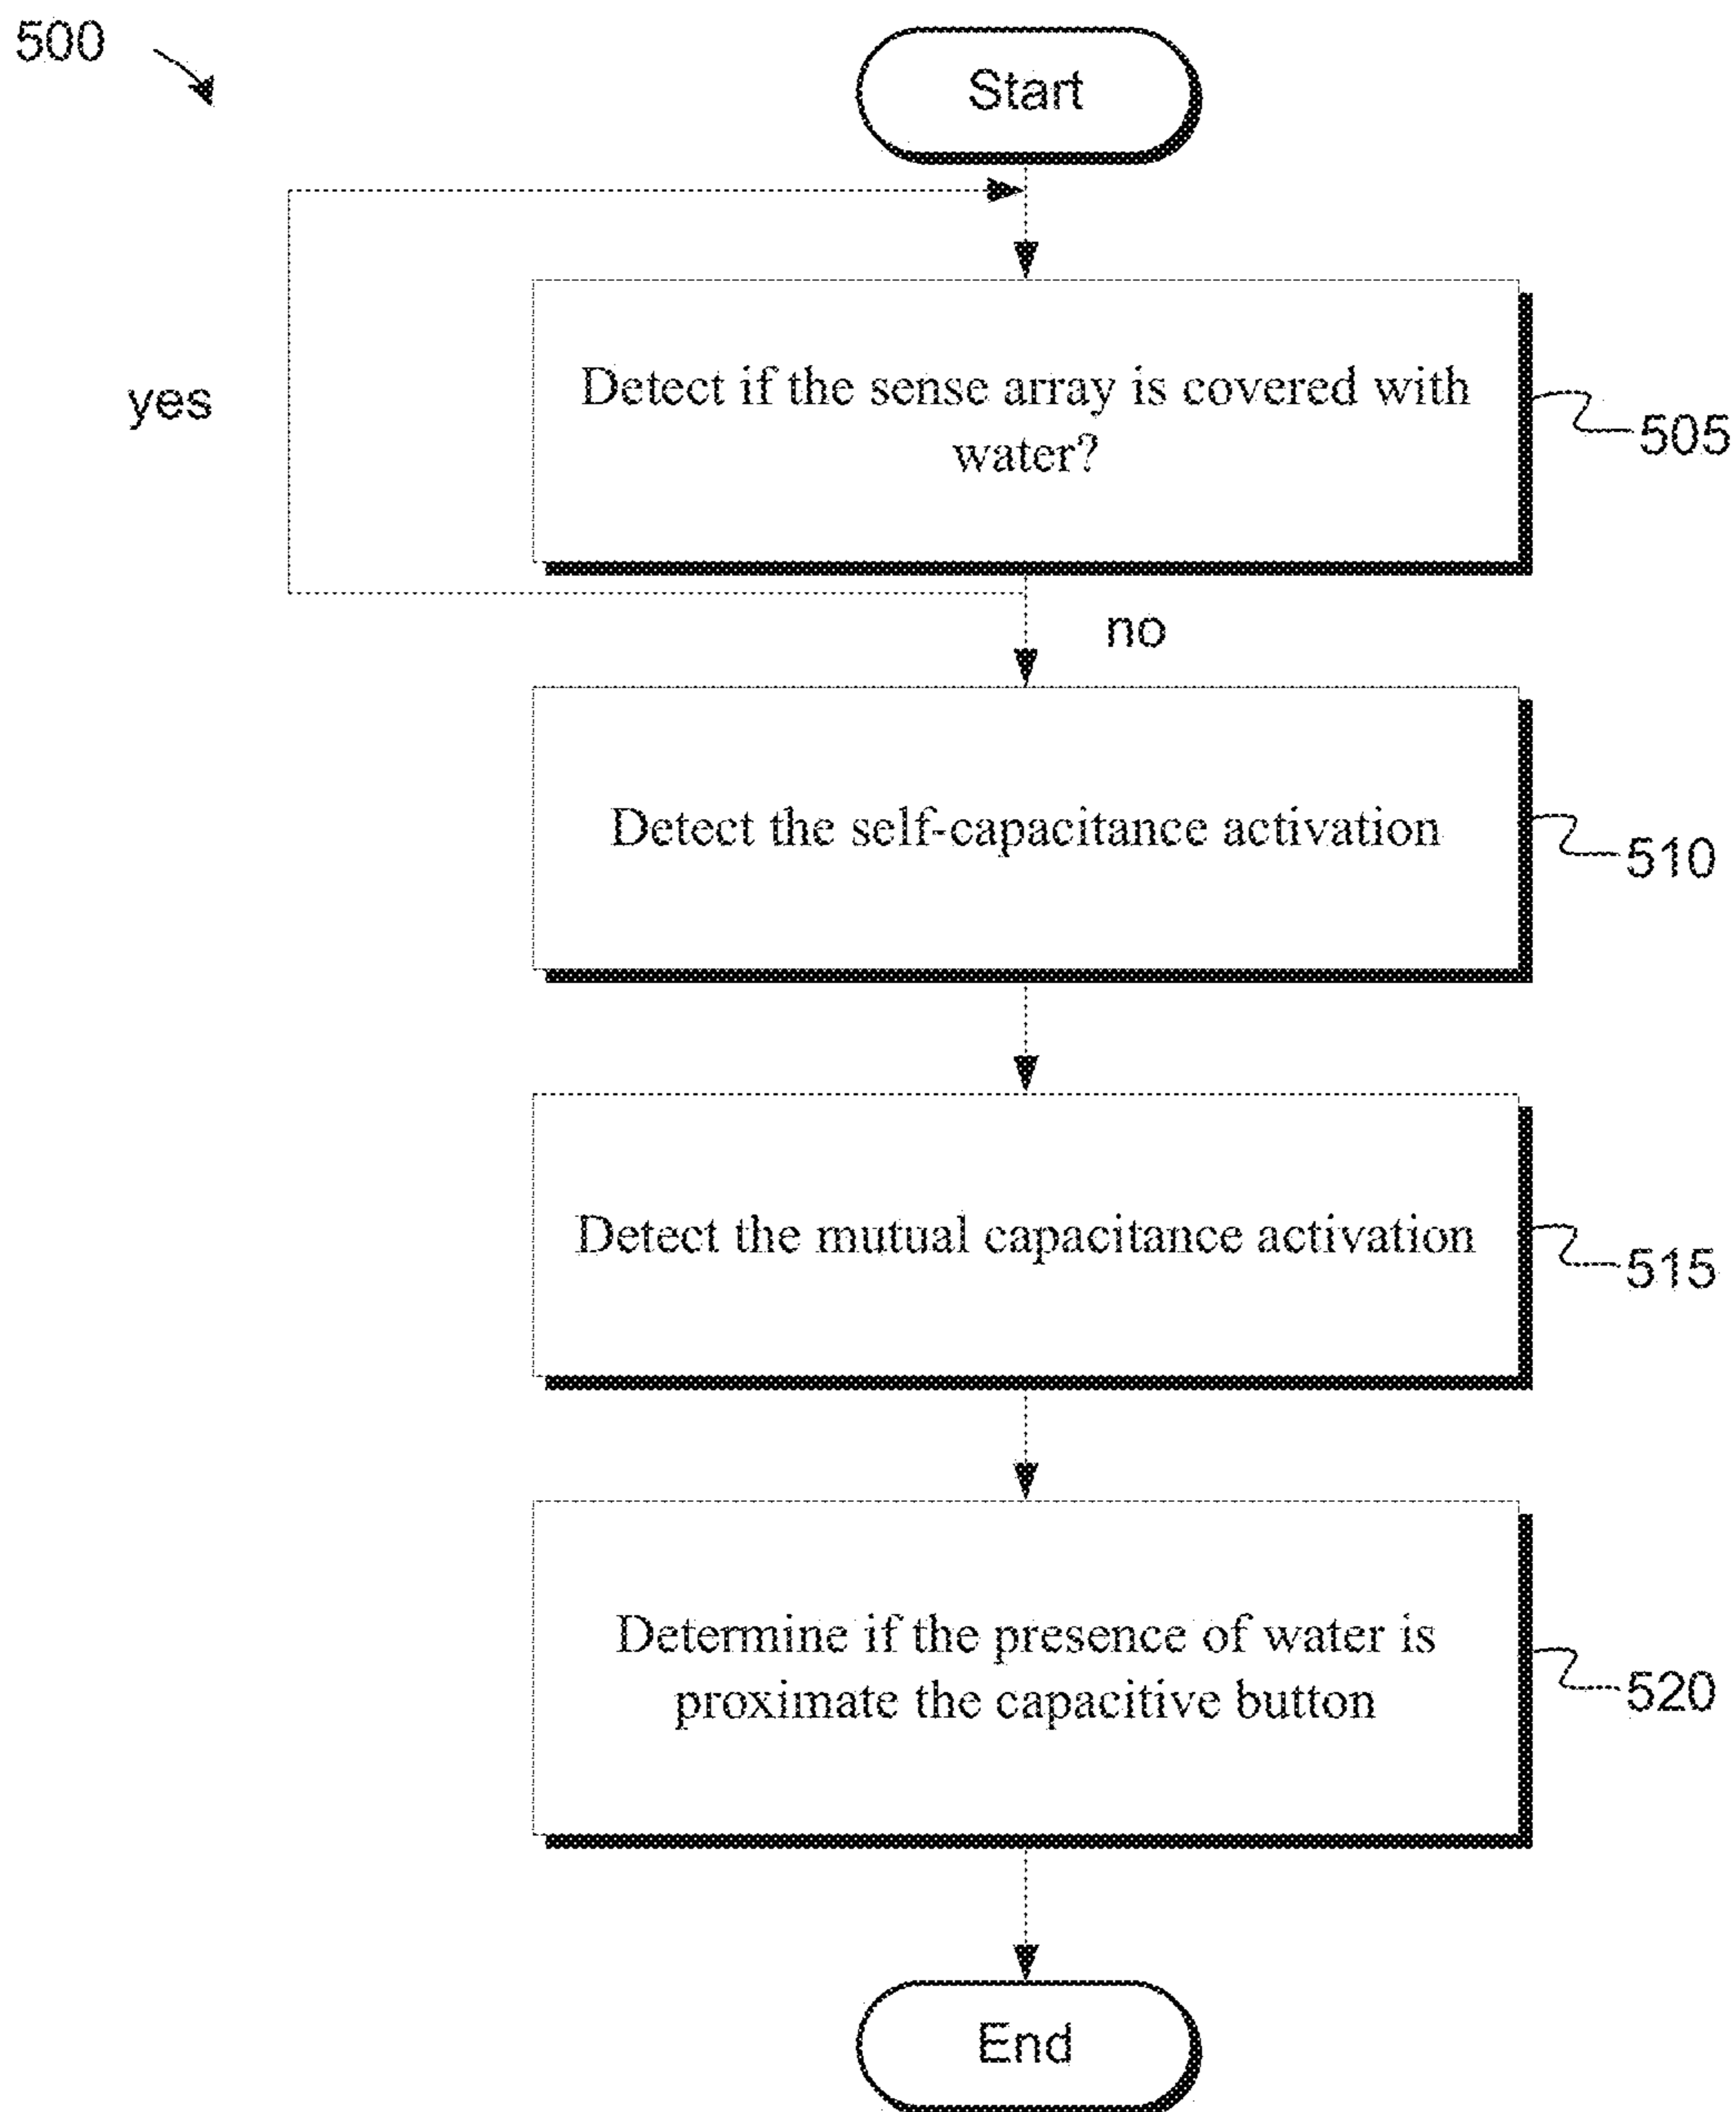 500
Start
yes
Detect if the sense array is covered with
water?
505
no
Detect the self-capacitance activation
510
Detect the mutual capacitance activation
515
Determine if the presence of water is
proximate the capacitive button
520
End